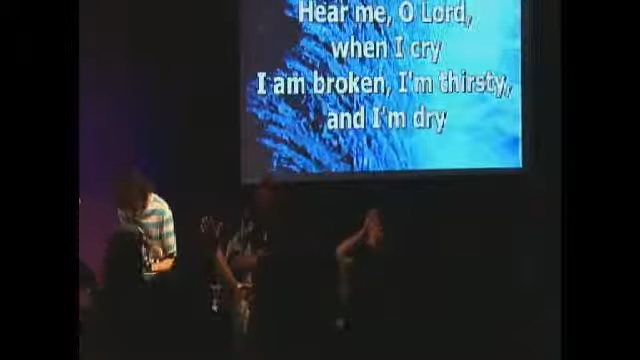 Hear me, O Lord,
when I cry
I am broken, I'm thirsty,
and I'm dry